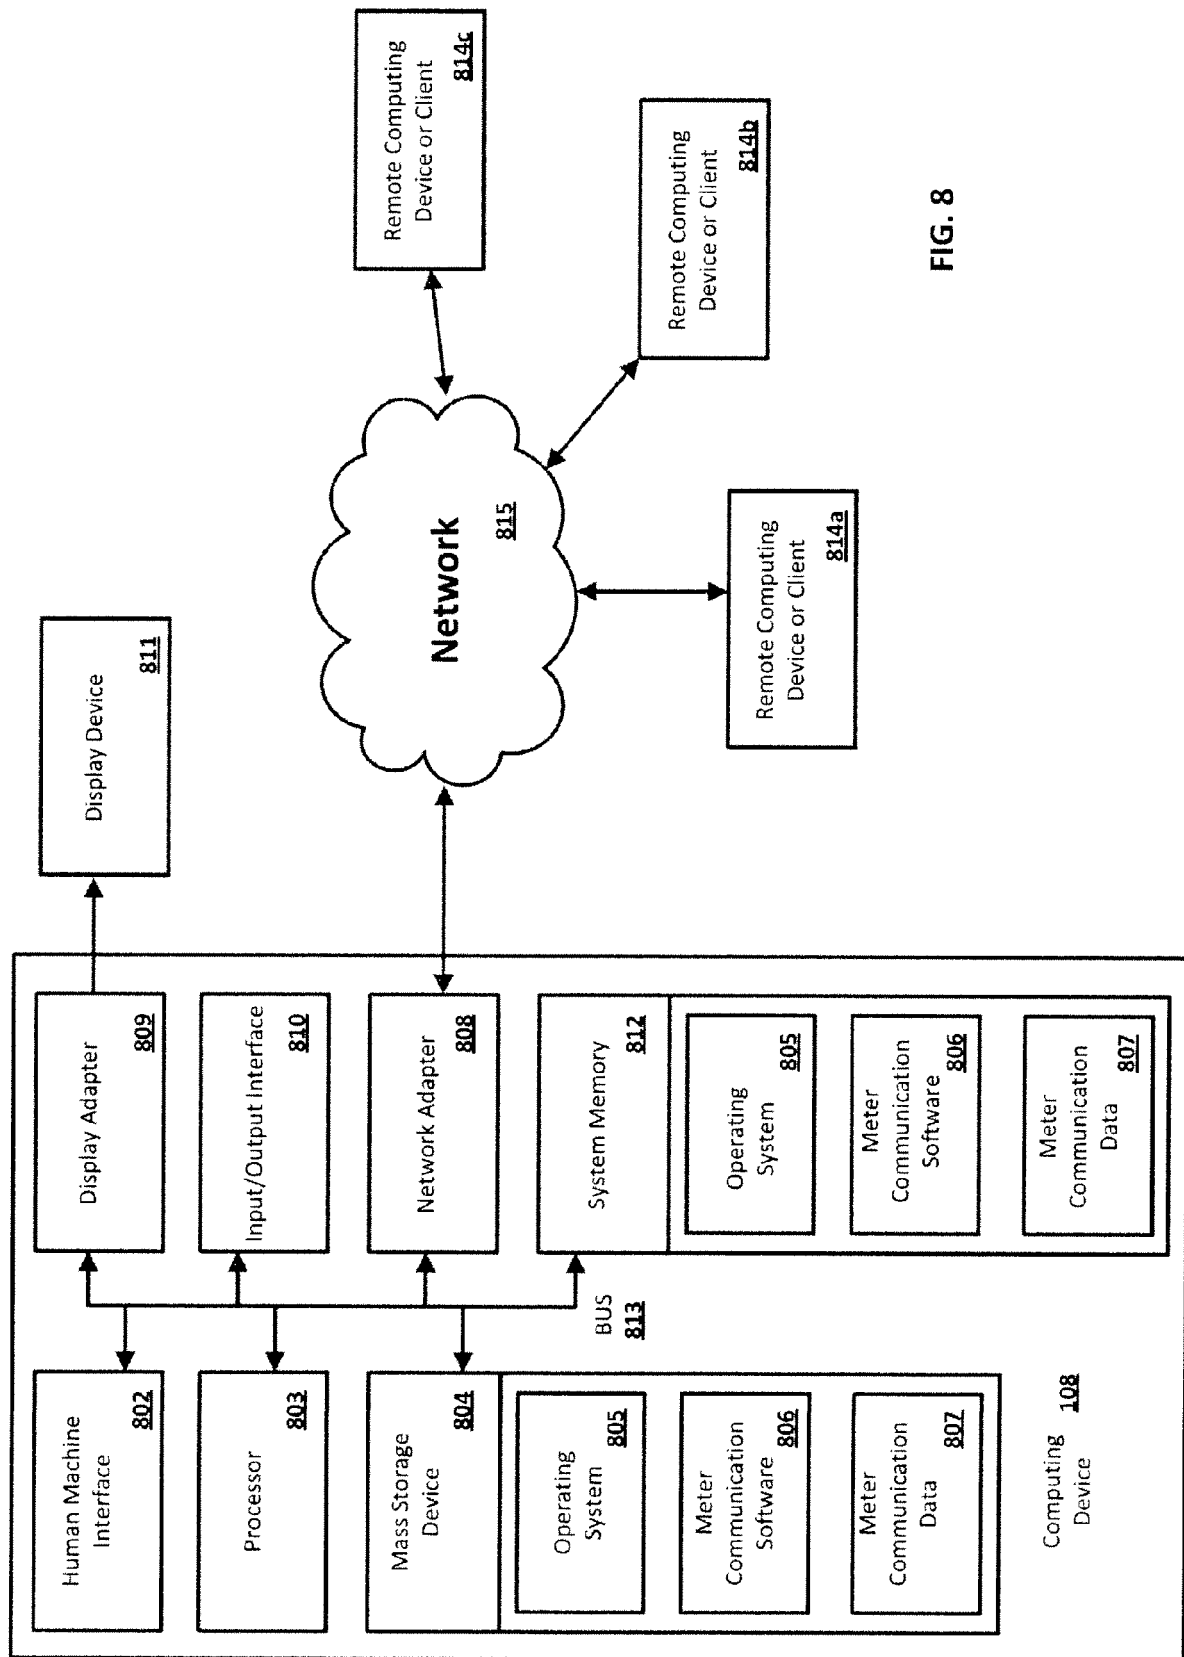 Human Machine
Interface
802
Processor
803
Mass Storage
Device
804
Operating
System
805
Meter
Communication
Software
806
Meter
Communication
Data
807
Computing
Device
108
BUS
813
Display Adapter
809
Input/Output Interface
810
Network Adapter
808
System Memory
812
Operating
System
805
Meter
Communication
Software
806
Meter
Communication
Data
807
Display Device
811
Network
815
Remote Computing
Device or Client
814a
Remote Computing
Device or Client
814b
Remote Computing
Device or Client
814c
FIG. 8